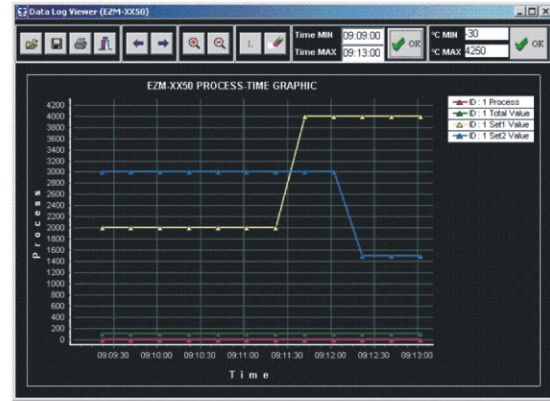 Data Log Viewer (EZM-XX50)
Time MIN 09:09:00
Time MAX 09:13:00
OK
°C MIN -30
°C MAX 4250
OK
L
EZM-XX50 PROCESS-TIME GRAPHIC
ID : 1 Process
ID : 1 Total Value
ID : 1 Set1 Value
ID : 1 Set2 Value
Process
4200
4000
3800
3600
3400
3200
3000
2800
2600
2400
2200
2000
1800
1600
1400
1200
1000
800
600
400
200
0
09:09:30 09:10:00 09:10:30 09:11:00 09:11:30 09:12:00 09:12:30 09:13:00
Time